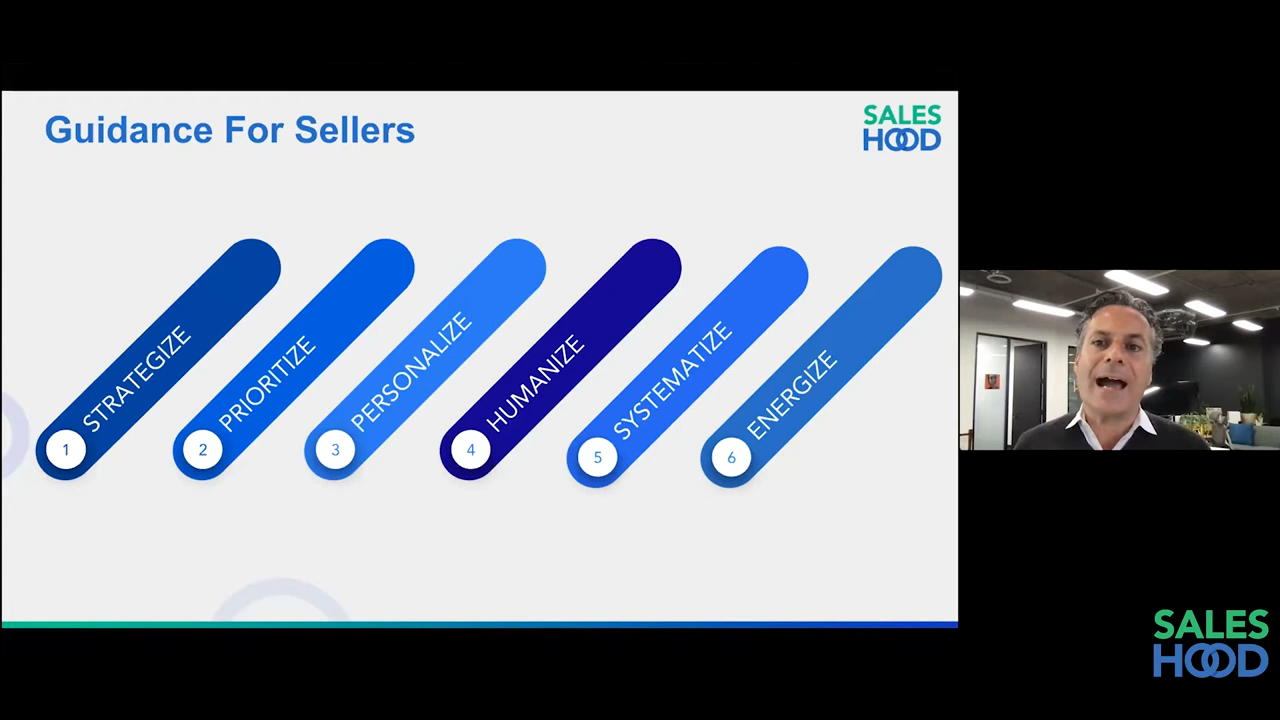 Guidance For Sellers
SALES
HOOD
STRATEGIZE
PRIORITIZE
PERSONALIZE
HUMANIZE
SYSTEMATIZE
ENERGIZE
1
2
3
4
5
6
SALES
HOOD